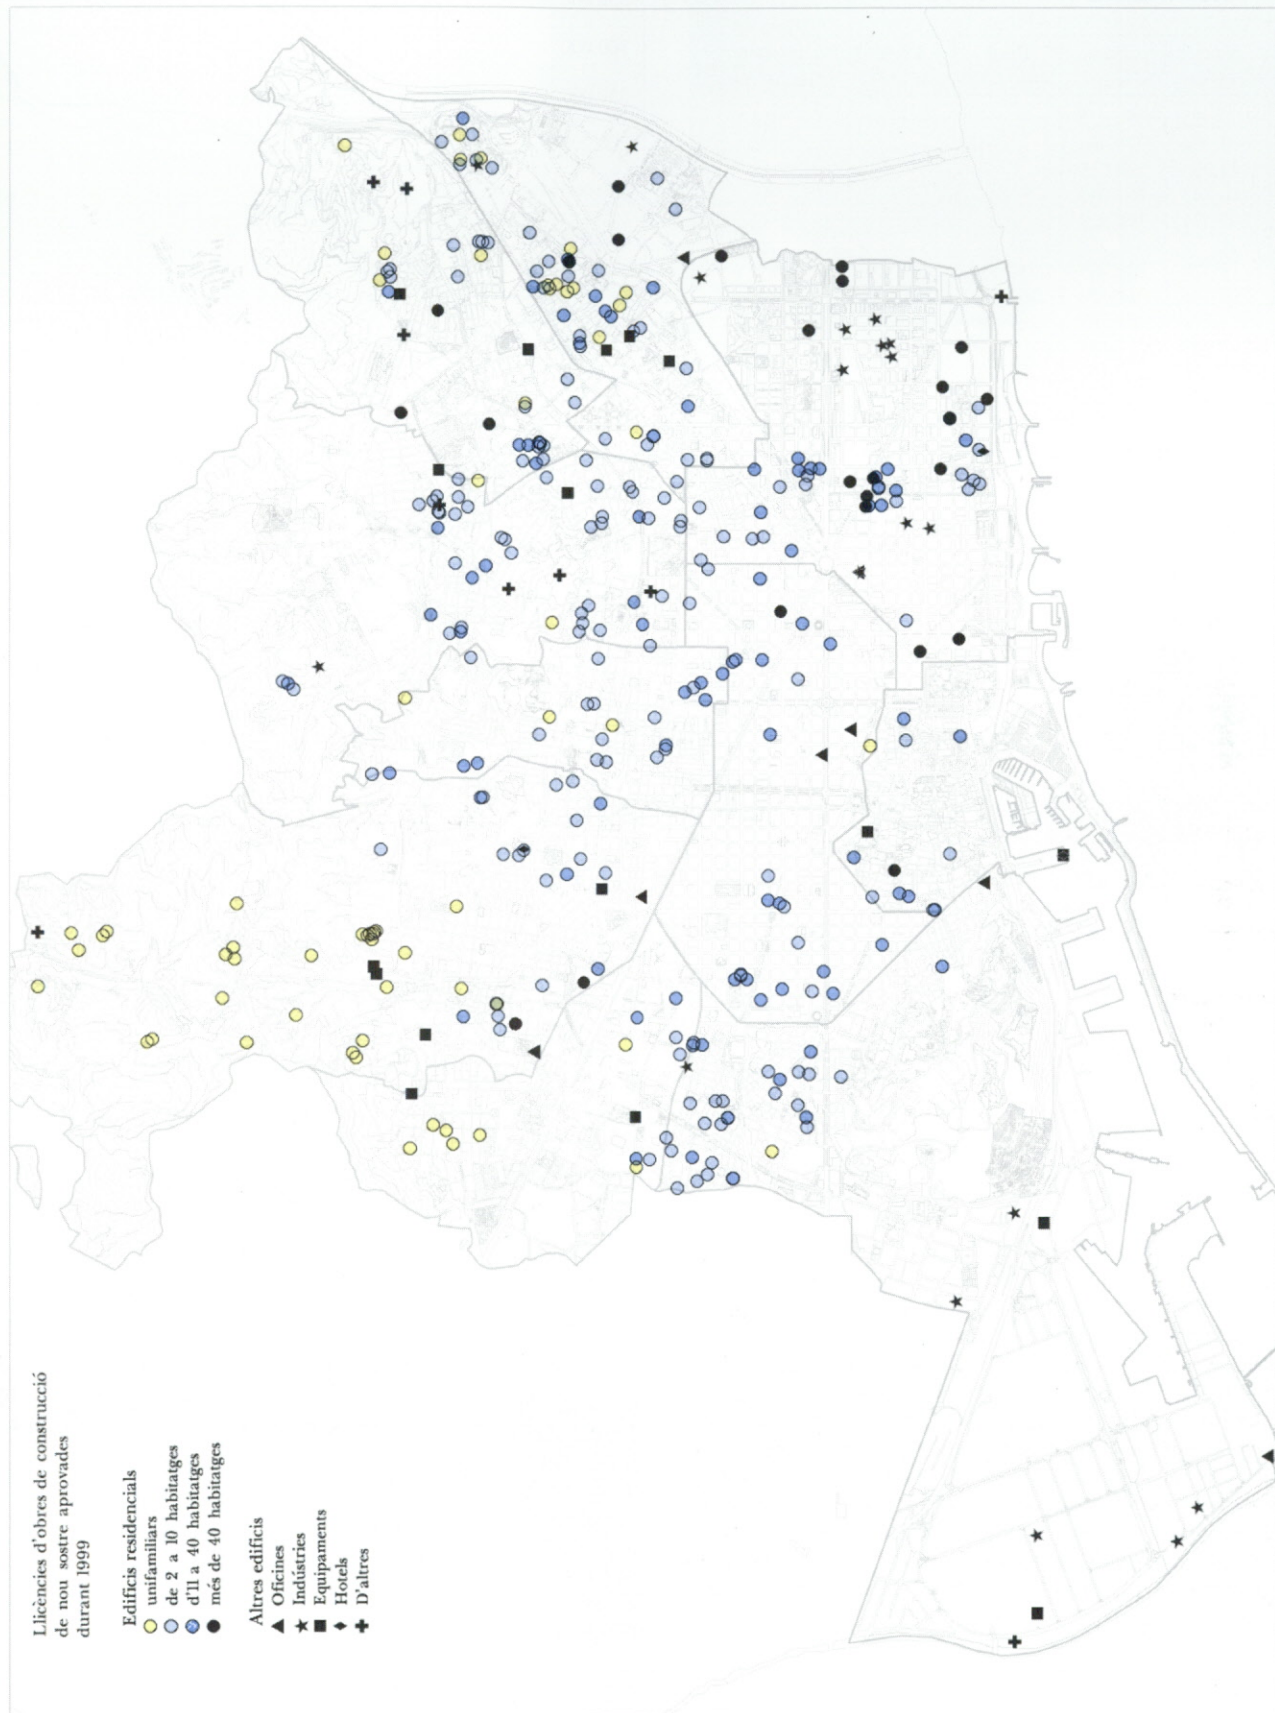 Llicències d'obres de construcció
de nou sostre aprovades
durant 1999
Edificis residencials
unifamiliars
de 2 a 10 habitatges
d'11 a 40 habitatges
més de 40 habitatges
Altres edificis
Oficines
Indústries
Equipaments
Hotels
D'altres